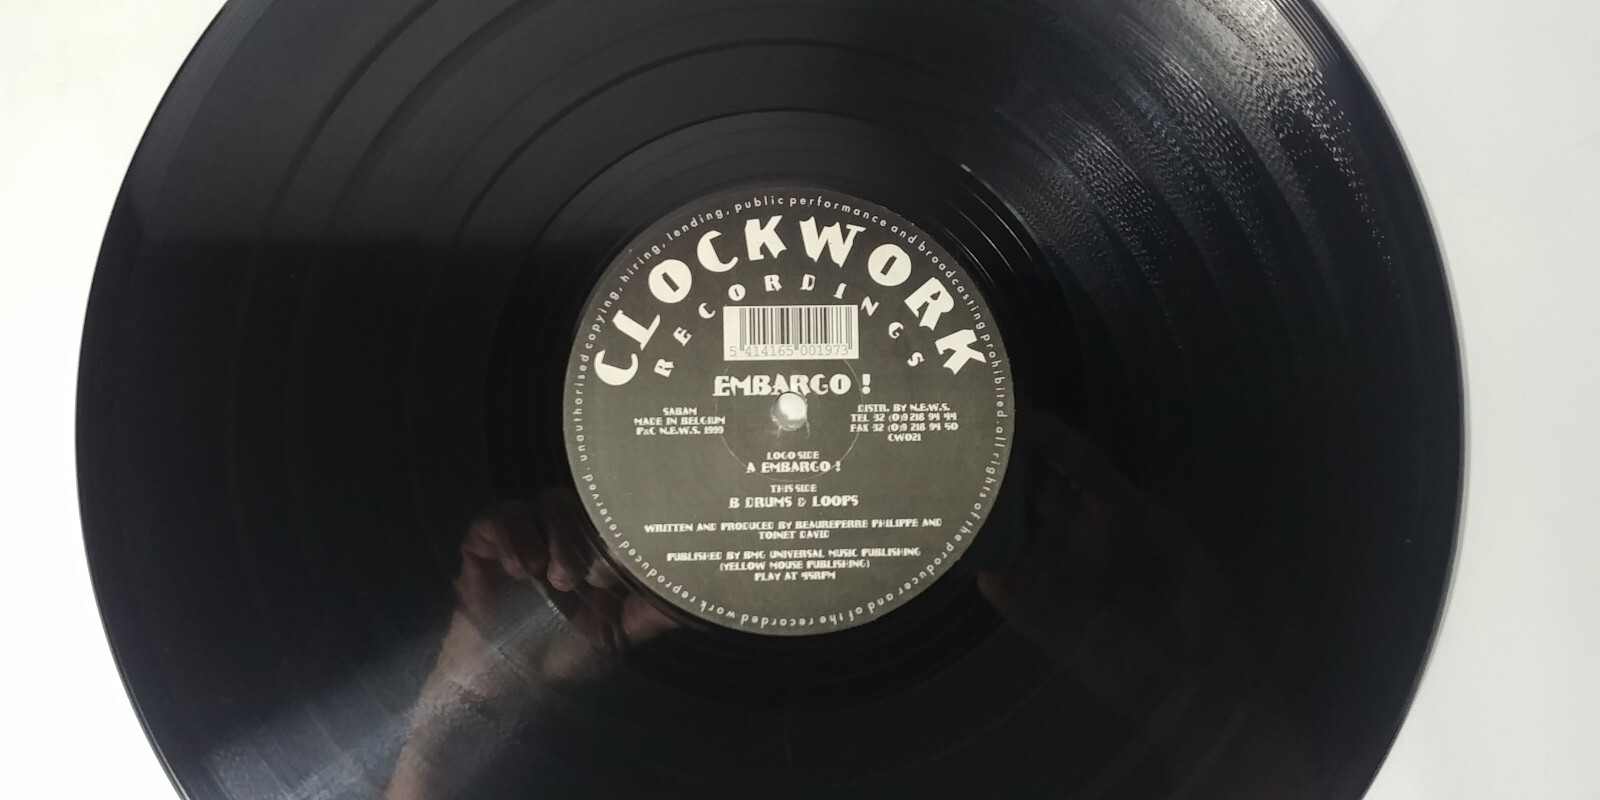 unauthorised copying, hiring, lending, public performance and broadcasting prohibited. all rights of the producer and of the recorded work reproduced reserved.
CLOCKWORK
RECORDINGS
5 414165 001973
EMBARGO !
SABAM
MADE IN BELGIUM
P&C N.E.W.S. 1999
DISTR. BY N.E.W.S.
TEL 32 (0)9 218 94 44
FAX 32 (0)9 218 94 50
CW021
LOGO SIDE
A EMBARGO !
THIS SIDE
B DRUMS & LOOPS
WRITTEN AND PRODUCED BY BEAUREPERRE PHILIPPE AND
TOINET DAVID
PUBLISHED BY BMG UNIVERSAL MUSIC PUBLISHING
(YELLOW MOUSE PUBLISHING)
PLAY AT 45RPM